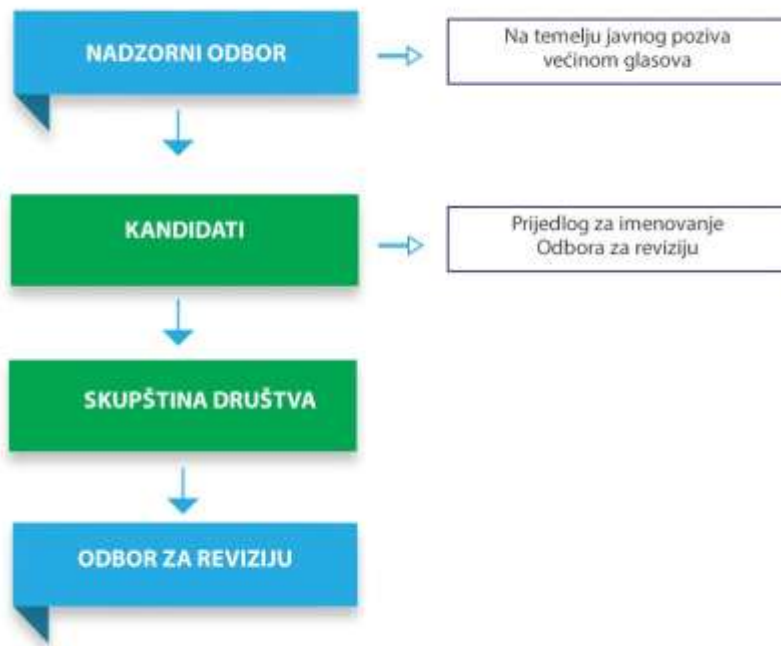 NADZORNI ODBOR
Na temelju javnog poziva
većinom glasova
KANDIDATI
Prijedlog za imenovanje
Odbora za reviziju
SKUPŠTINA DRUŠTVA
ODBOR ZA REVIZIJU